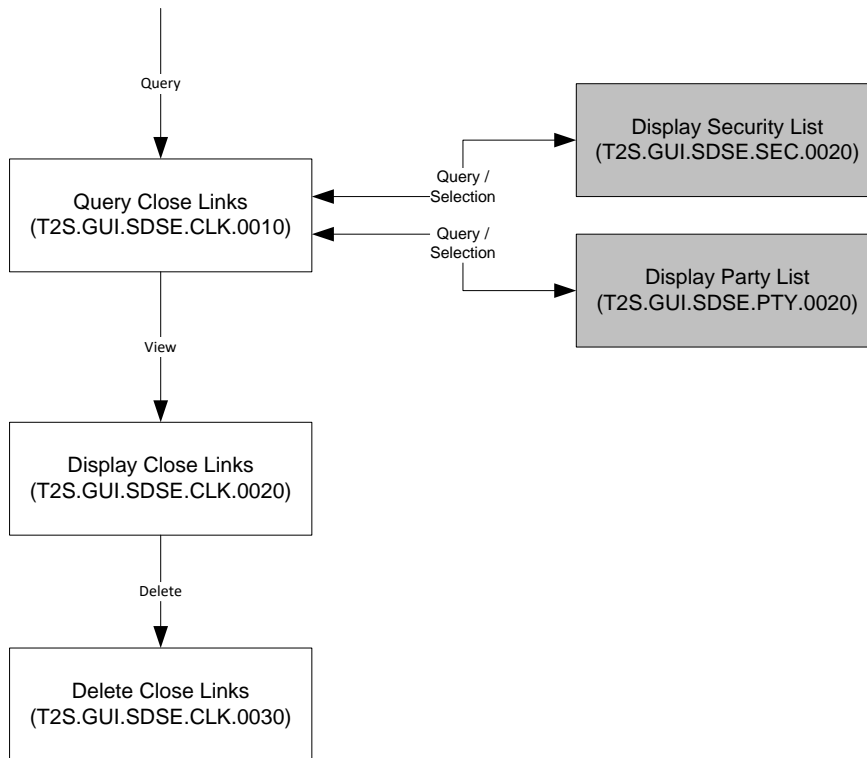 Query
Display Security List
(T2S.GUI.SDSE.SEC.0020)
Query /
Selection
Query Close Links
(T2S.GUI.SDSE.CLK.0010)
Query /
Selection
Display Party List
(T2S.GUI.SDSE.PTY.0020)
View
Display Close Links
(T2S.GUI.SDSE.CLK.0020)
Delete
Delete Close Links
(T2S.GUI.SDSE.CLK.0030)